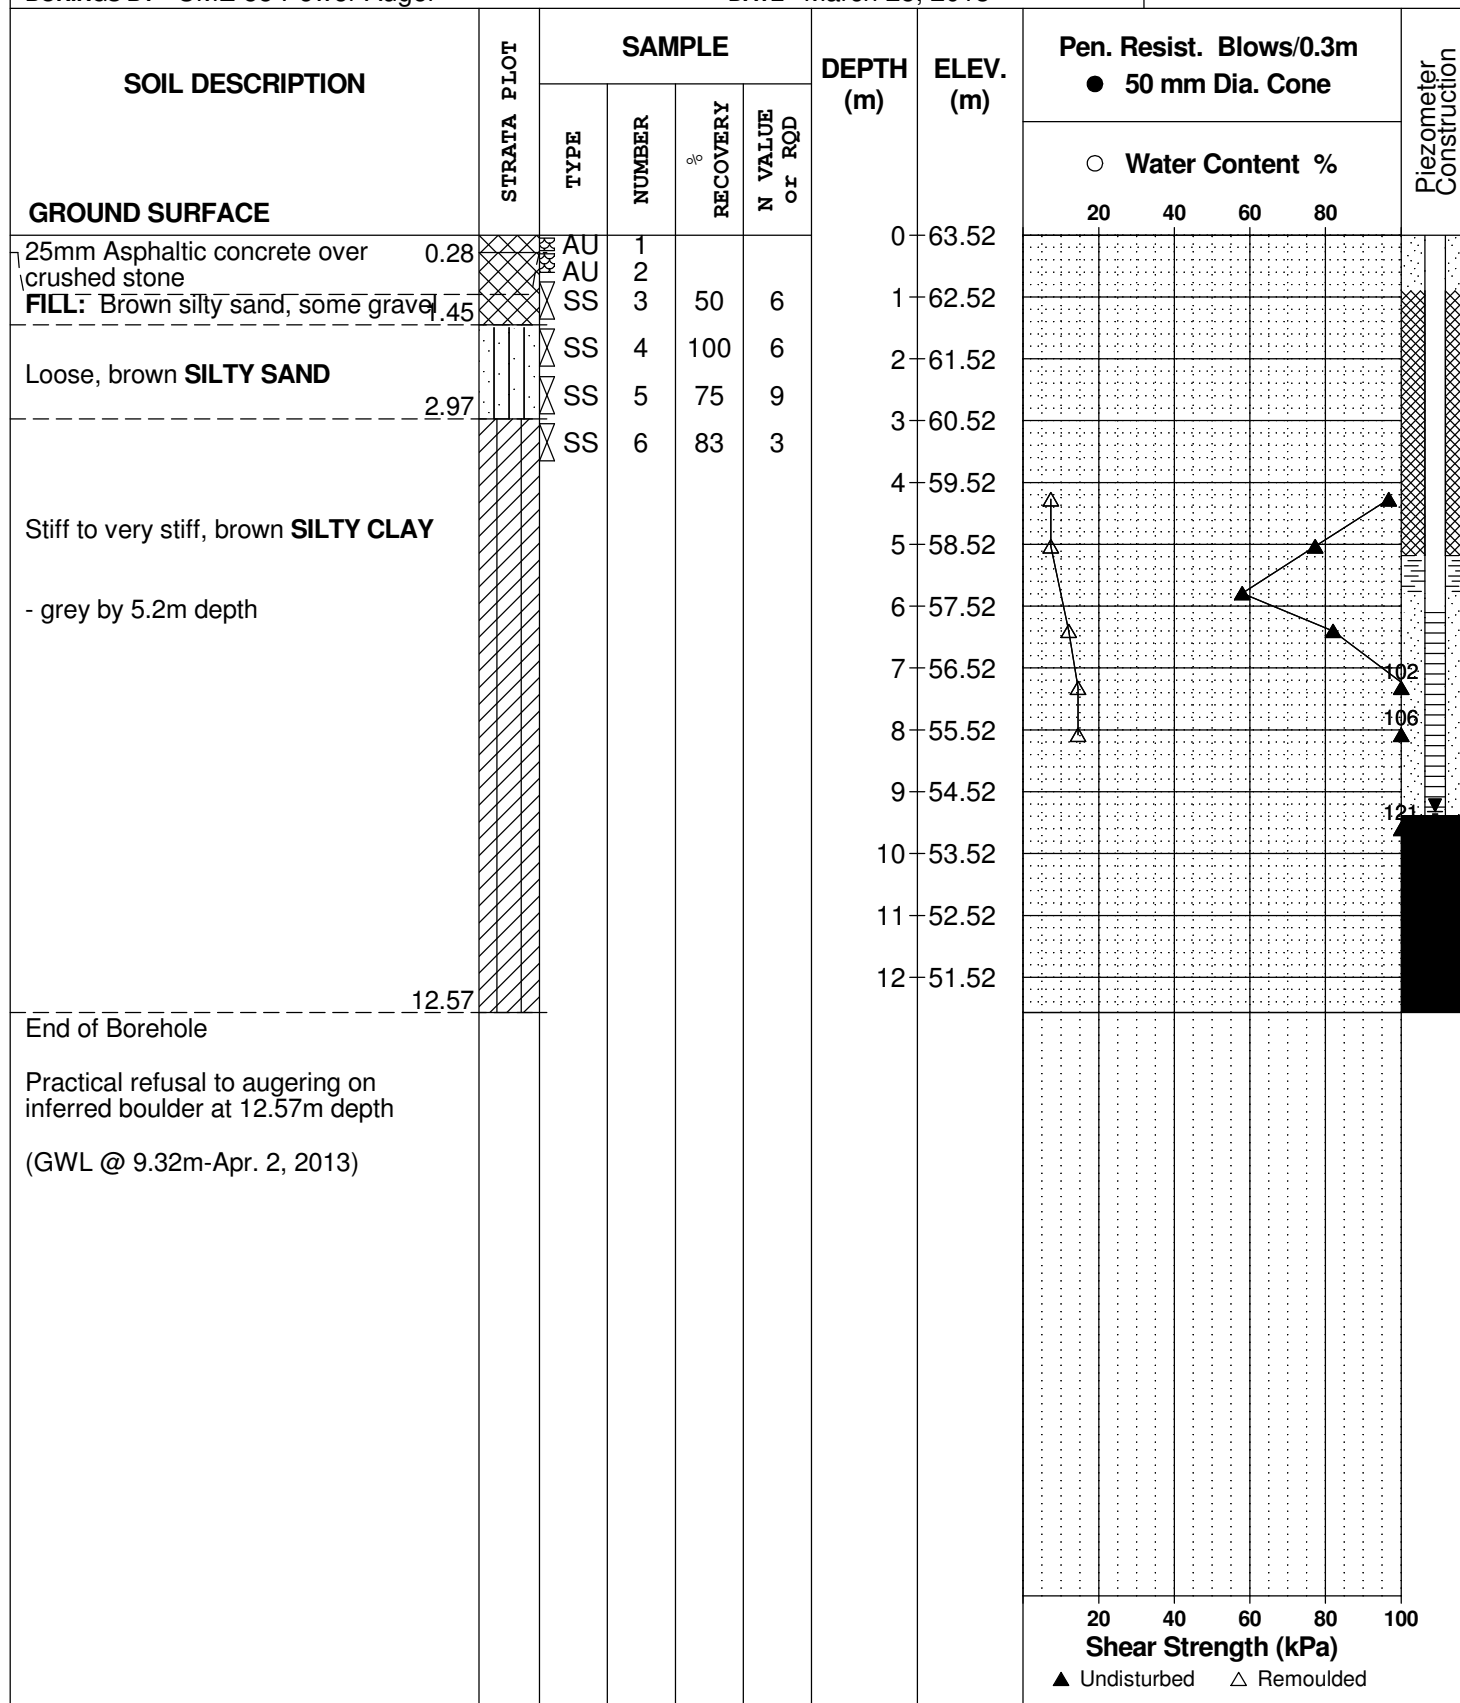 SOIL DESCRIPTION
GROUND SURFACE
STRATA PLOT
SAMPLE
TYPE
NUMBER
% RECOVERY
N VALUE or RQD
DEPTH (m)
ELEV. (m)
Pen. Resist. Blows/0.3m
● 50 mm Dia. Cone
○ Water Content %
20 40 60 80
Piezometer Construction
25mm Asphaltic concrete over 0.28
crushed stone
FILL: Brown silty sand, some gravel 1.45
Loose, brown SILTY SAND
2.97
Stiff to very stiff, brown SILTY CLAY
- grey by 5.2m depth
12.57
End of Borehole
Practical refusal to augering on
inferred boulder at 12.57m depth
(GWL @ 9.32m-Apr. 2, 2013)
AU 1
AU 2
SS 3 50 6
SS 4 100 6
SS 5 75 9
SS 6 83 3
0 63.52
1 62.52
2 61.52
3 60.52
4 59.52
5 58.52
6 57.52
7 56.52
8 55.52
9 54.52
10 53.52
11 52.52
12 51.52
102
106
121
20 40 60 80 100
Shear Strength (kPa)
▲ Undisturbed △ Remoulded